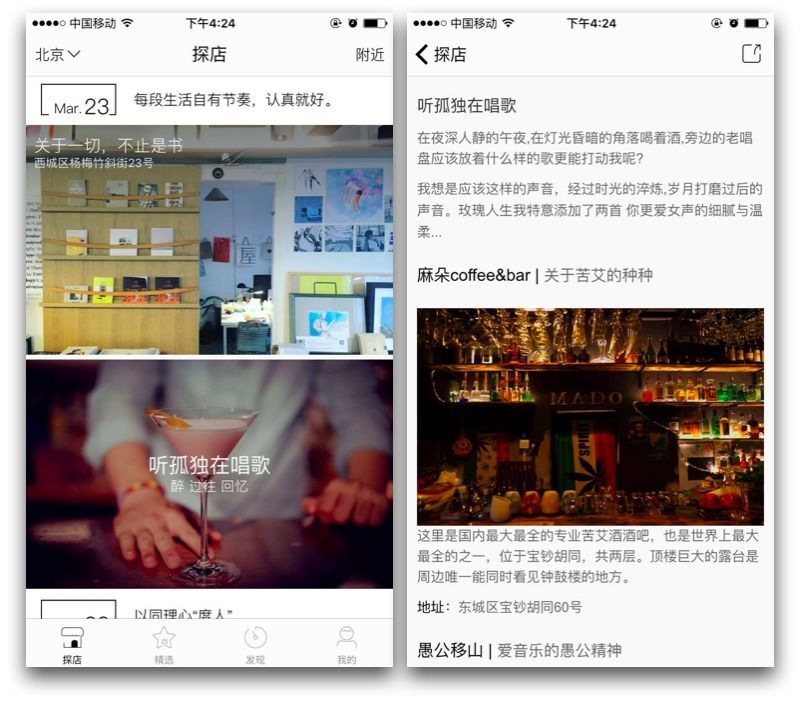 中国移动 下午4:24
北京 探店 附近
Mar. 23 每段生活自有节奏，认真就好。
关于一切，不止是书
西城区杨梅竹斜街23号
听孤独在唱歌
醉 过往 回忆
以同理心“度人”
探店 精选 发现 我的
中国移动 下午4:24
探店
听孤独在唱歌
在夜深人静的午夜,在灯光昏暗的角落喝着酒,旁边的老唱
盘应该放着什么样的歌更能打动我呢?
我想是应该这样的声音，经过时光的淬炼,岁月打磨过后的
声音。玫瑰人生我特意添加了两首 你更爱女声的细腻与温
柔...
麻朵coffee&bar | 关于苦艾的种种
MADO
SPIRIT
这里是国内最大最全的专业苦艾酒酒吧，也是世界上最大
最全的之一，位于宝钞胡同，共两层。顶楼巨大的露台是
周边唯一能同时看见钟鼓楼的地方。
地址：东城区宝钞胡同60号
愚公移山 | 爱音乐的愚公精神